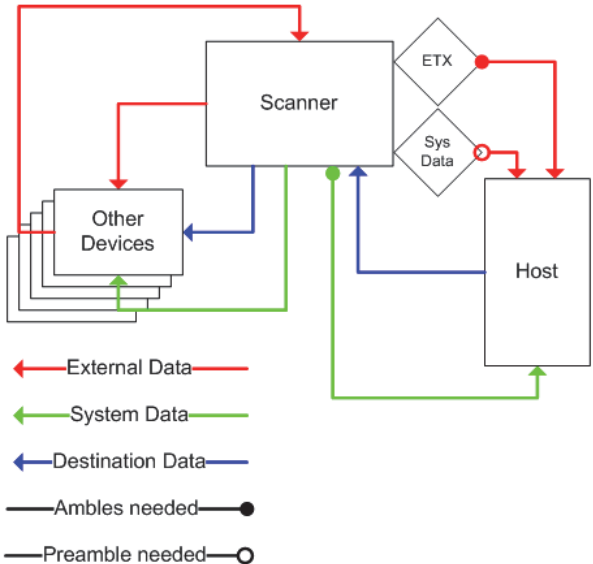 ETX
Scanner
Sys
Data
Other
Devices
Host
External Data
System Data
Destination Data
Ambles needed
Preamble needed